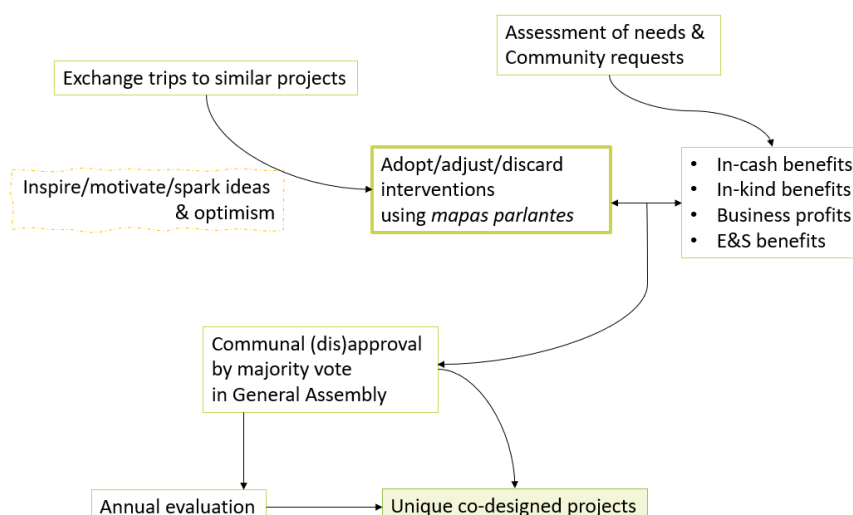 Assessment of needs &
Community requests
Exchange trips to similar projects
Inspire/motivate/spark ideas
& optimism
Adopt/adjust/discard
interventions
using mapas parlantes
• In-cash benefits
• In-kind benefits
• Business profits
• E&S benefits
Communal (dis)approval
by majority vote
in General Assembly
Annual evaluation
Unique co-designed projects